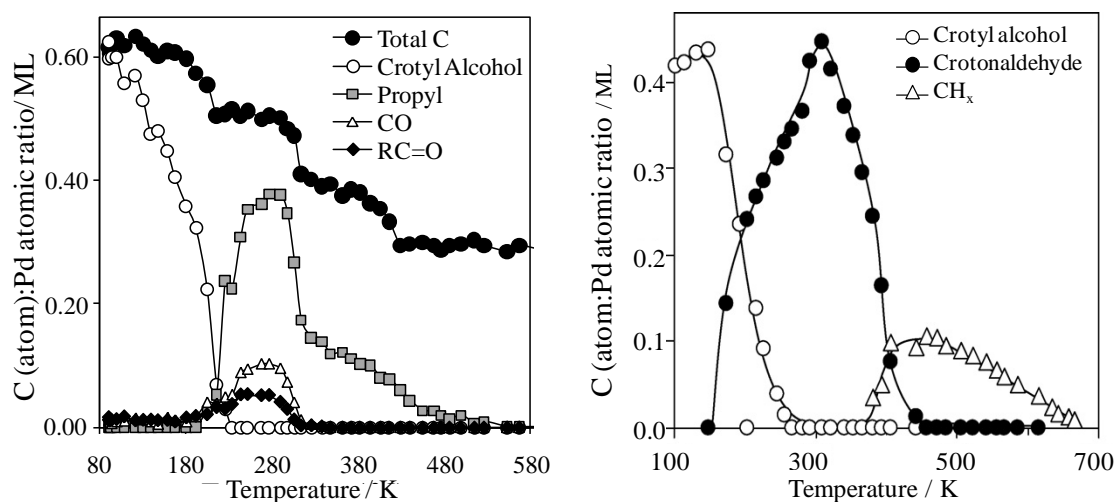 C (atom):Pd atomic ratio/ ML
0.60
0.40
0.20
0.00
80
180
280
380
480
580
Temperature / K
Total C
Crotyl Alcohol
Propyl
CO
RC=O
C (atom:Pd atomic ratio / ML
0.4
0.3
0.2
0.1
0.0
100
300
500
700
Temperature / K
Crotyl alcohol
Crotonaldehyde
CHₓ